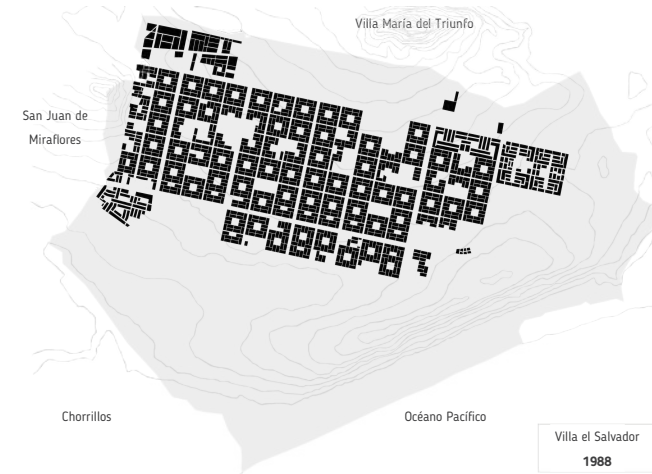 Villa María del Triunfo
San Juan de
Miraflores
Chorrillos
Océano Pacífico
Villa el Salvador
1988